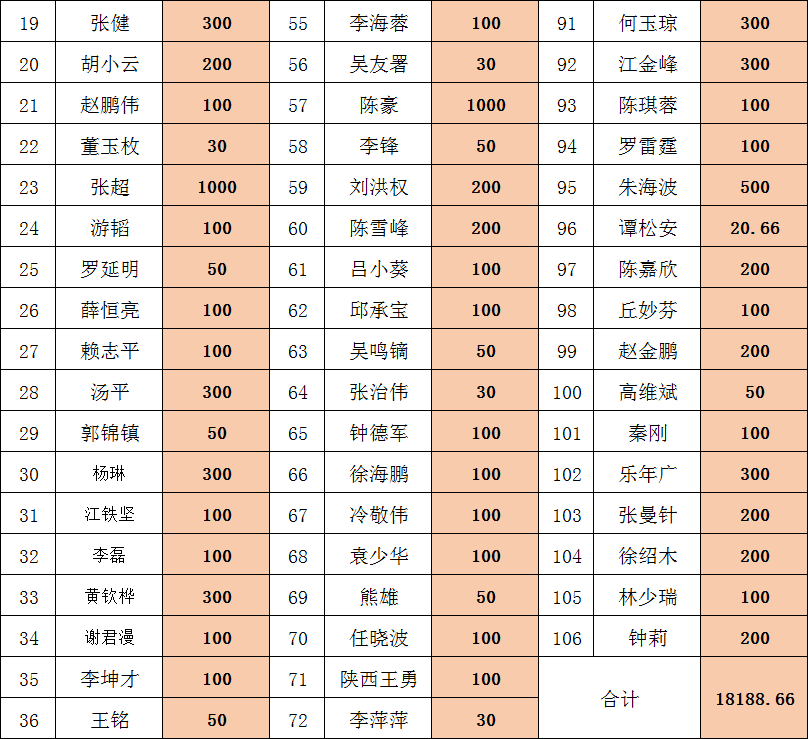 19 张健 300 55 李海蓉 100 91 何玉琼 300
20 胡小云 200 56 吴友署 30 92 江金峰 300
21 赵鹏伟 100 57 陈豪 1000 93 陈琪蓉 100
22 董玉枚 30 58 李锋 50 94 罗雷霆 100
23 张超 1000 59 刘洪权 200 95 朱海波 500
24 游韬 100 60 陈雪峰 200 96 谭松安 20.66
25 罗延明 50 61 吕小葵 100 97 陈嘉欣 200
26 薛恒亮 100 62 邱承宝 100 98 丘妙芬 100
27 赖志平 100 63 吴鸣镝 50 99 赵金鹏 200
28 汤平 300 64 张治伟 30 100 高维斌 50
29 郭锦镇 50 65 钟德军 100 101 秦刚 100
30 杨琳 300 66 徐海鹏 100 102 乐年广 300
31 江铁坚 100 67 冷敬伟 100 103 张曼针 200
32 李磊 100 68 袁少华 100 104 徐绍木 200
33 黄钦桦 300 69 熊雄 50 105 林少瑞 100
34 谢君漫 100 70 任晓波 100 106 钟莉 200
35 李坤才 100 71 陕西王勇 100 合计 18188.66
36 王铭 50 72 李萍萍 30